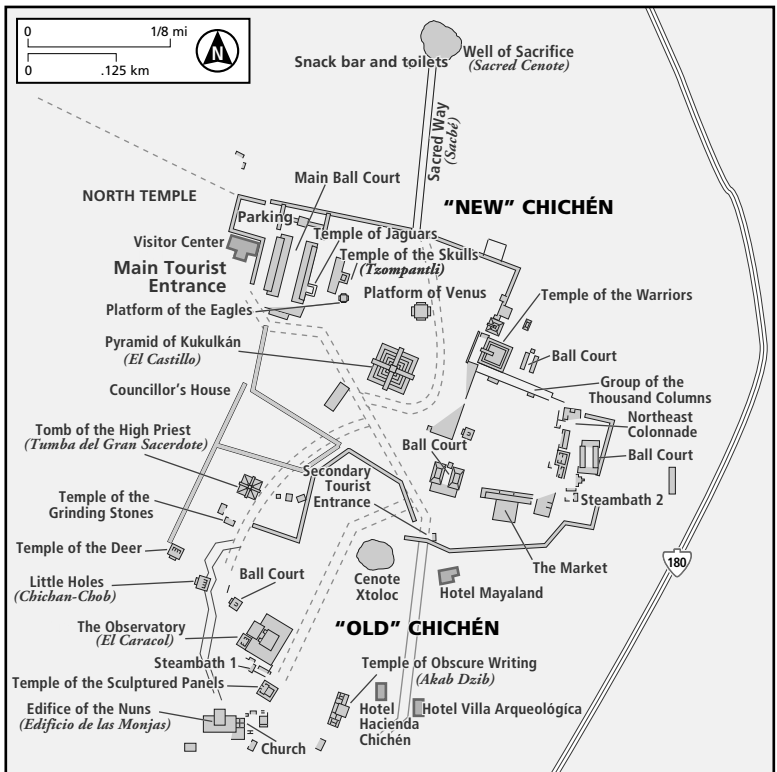 0 1/8 mi
0 .125 km
N
Snack bar and toilets
Well of Sacrifice
(Sacred Cenote)
Sacred Way
(Sacbé)
Main Ball Court
NORTH TEMPLE
"NEW" CHICHÉN
Parking
Temple of Jaguars
Visitor Center
Temple of the Skulls
(Tzompantli)
Main Tourist
Entrance
Platform of Venus
Temple of the Warriors
Platform of the Eagles
Pyramid of Kukulkán
(El Castillo)
Ball Court
Group of the
Thousand Columns
Councillor's House
Northeast
Colonnade
Tomb of the High Priest
(Tumba del Gran Sacerdote)
Ball Court
Ball Court
Secondary
Tourist
Entrance
Temple of the
Grinding Stones
Steambath 2
Temple of the Deer
The Market
180
Little Holes
(Chichan-Chob)
Ball Court
Cenote
Xtoloc
Hotel Mayaland
The Observatory
(El Caracol)
"OLD" CHICHÉN
Steambath 1
Temple of Obscure Writing
(Akab Dzib)
Temple of the Sculptured Panels
Edifice of the Nuns
(Edificio de las Monjas)
Hotel
Hacienda
Chichén
Hotel Villa Arqueológíca
Church